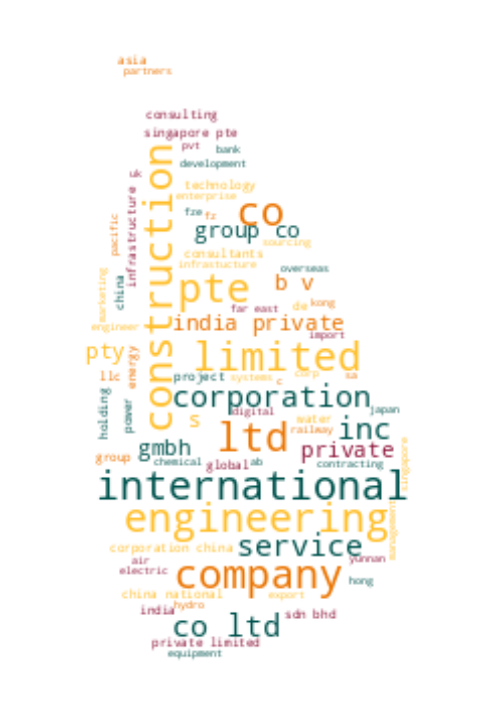 asia
partners
consulting
singapore pte
pvt
bank
development
construction
uk
technology
enterprise
infrastructure
fze
fz
co
pacific
group co
sourcing
consultants
infrastucture
overseas
marketing
china
pte
b v
de
kong
far east
engineer
india private
import
pty
limited
llc
energy
project
systems
c
corp
sa
holding
power
corporation
digital
japan
s
water
railway
ltd
inc
gmbh
private
singapore
group
chemical
global
ab
contracting
international
engineering
management
corporation china
service
air
electric
yunnan
company
hong
china national
export
hydro
india
sdn bhd
co ltd
private limited
equipment